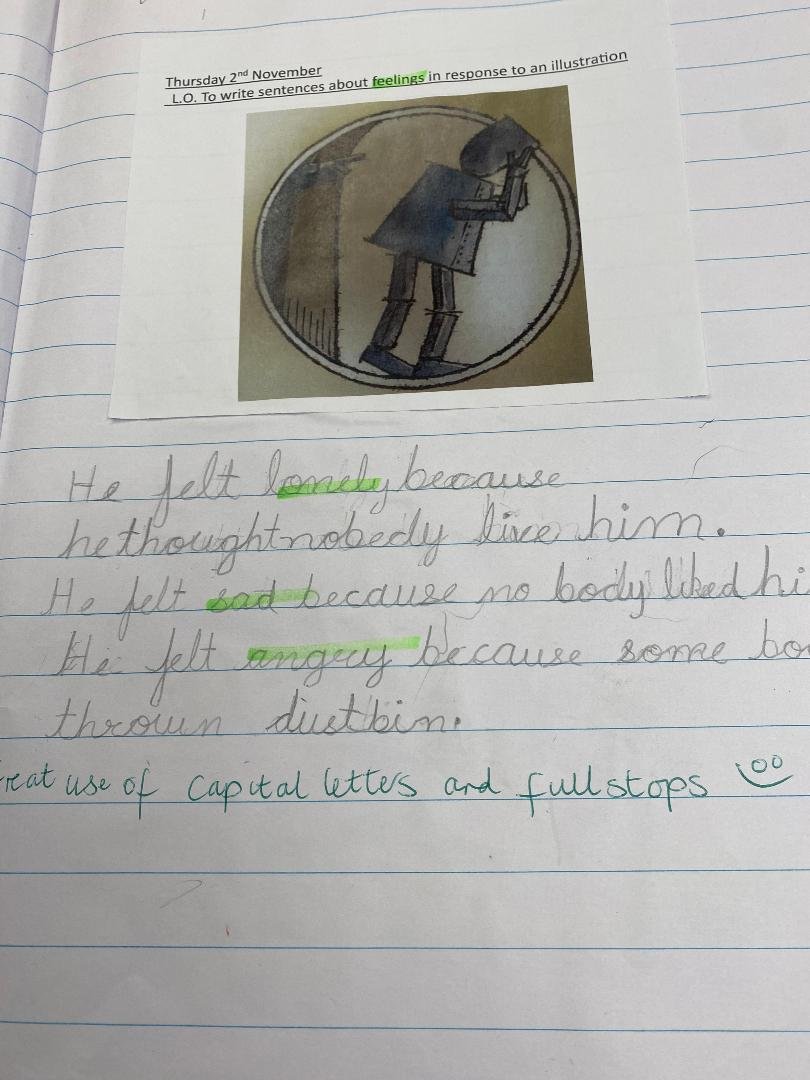 Thursday 2nd November
L.O. To write sentences about feelings in response to an illustration
He felt lonely because
he thought nobedy live him.
He felt sad because no body liked hi
He felt angery because some bo
thrown dustbin.
reat use of capital letters and full stops